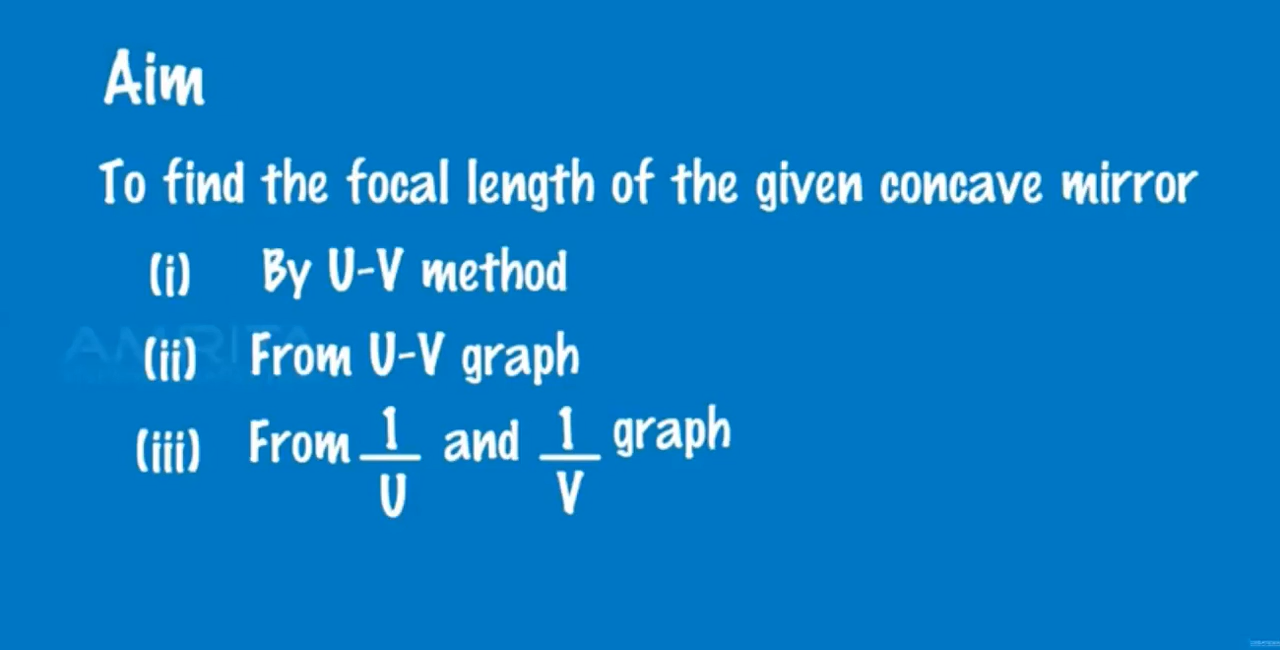 Aim
To find the focal length of the given concave mirror
(i) By U-V method
AMRITA
(ii) From U-V graph
(iii) From 1/U and 1/V graph